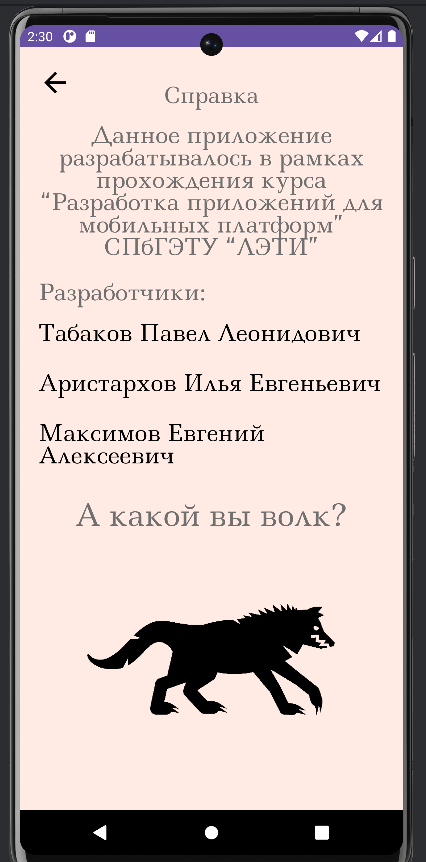 2:30
Справка
Данное приложение
разрабатывалось в рамках
прохождения курса
“Разработка приложений для
мобильных платформ”
СПбГЭТУ “ЛЭТИ”
Разработчики:
Табаков Павел Леонидович
Аристархов Илья Евгеньевич
Максимов Евгений
Алексеевич
А какой вы волк?